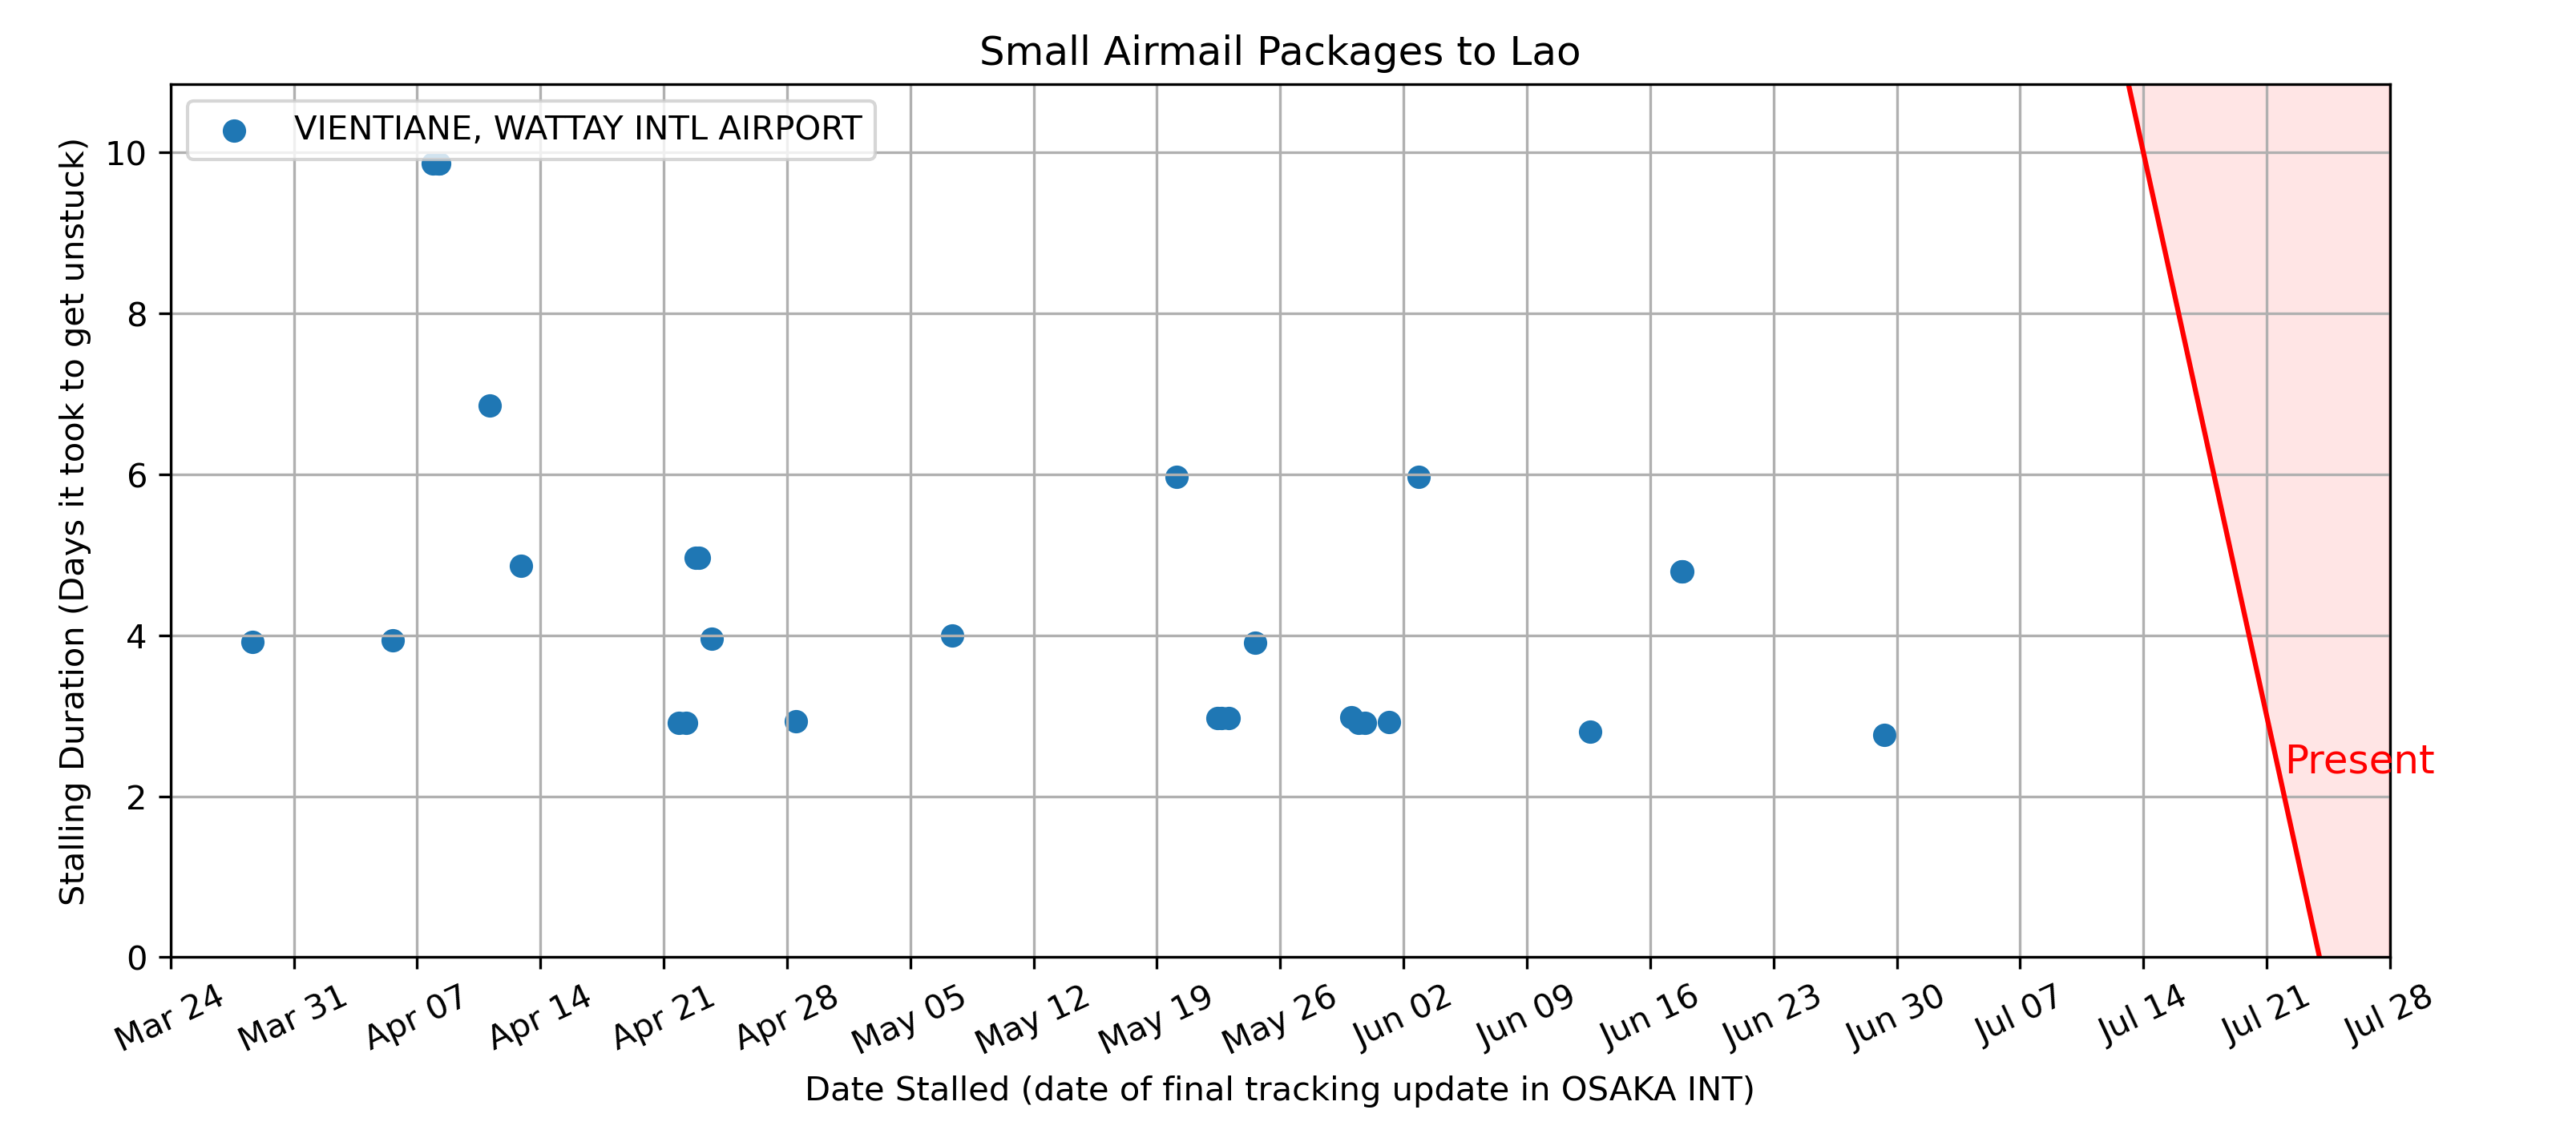 Small Airmail Packages to Lao
VIENTIANE, WATTAY INTL AIRPORT
Stalling Duration (Days it took to get unstuck)
10
8
6
4
2
0
Present
Mar 24
Mar 31
Apr 07
Apr 14
Apr 21
Apr 28
May 05
May 12
May 19
May 26
Jun 02
Jun 09
Jun 16
Jun 23
Jun 30
Jul 07
Jul 14
Jul 21
Jul 28
Date Stalled (date of final tracking update in OSAKA INT)